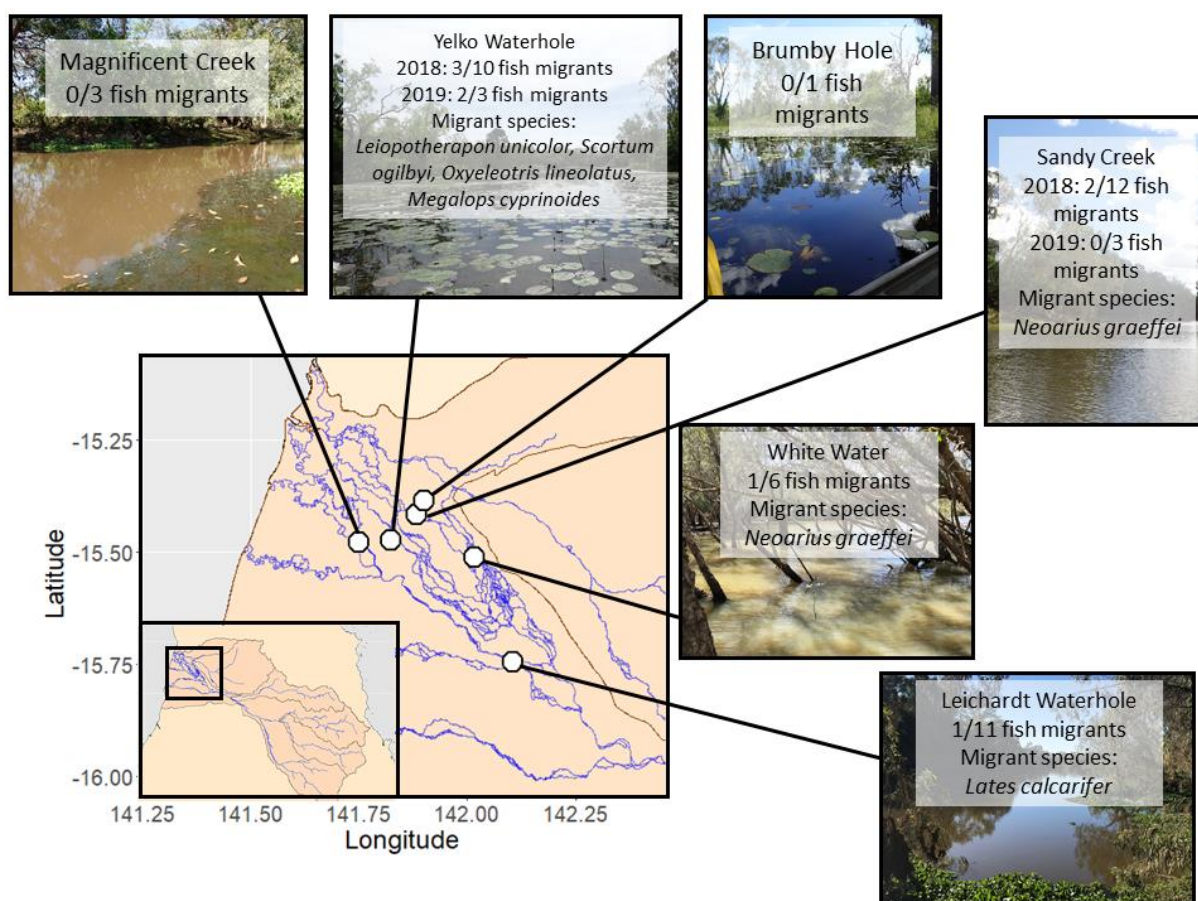 Magnificent Creek
0/3 fish migrants
Yelko Waterhole
2018: 3/10 fish migrants
2019: 2/3 fish migrants
Migrant species:
Leiopotherapon unicolor, Scortum
ogilbyi, Oxyeleotris lineolatus,
Megalops cyprinoides
Brumby Hole
0/1 fish
migrants
Sandy Creek
2018: 2/12 fish
migrants
2019: 0/3 fish
migrants
Migrant species:
Neoarius graeffei
White Water
1/6 fish migrants
Migrant species:
Neoarius graeffei
Leichardt Waterhole
1/11 fish migrants
Migrant species:
Lates calcarifer
Latitude
-15.25
-15.50
-15.75
-16.00
141.25 141.50 141.75 142.00 142.25
Longitude